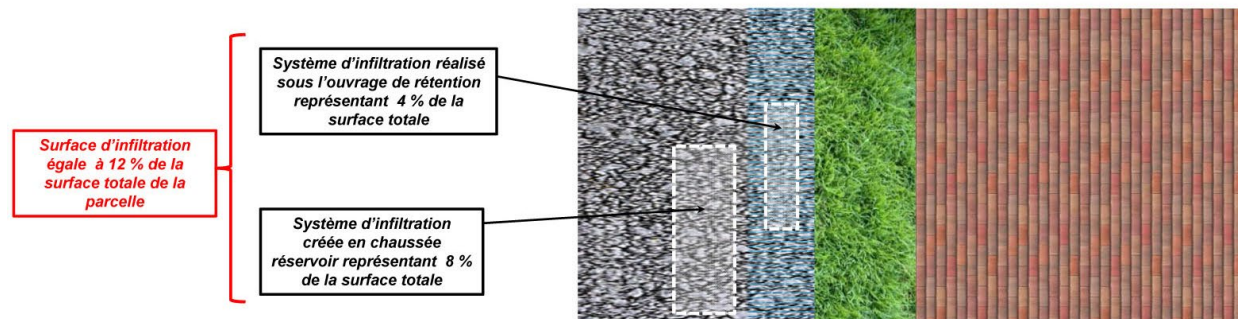 Surface d'infiltration
égale à 12 % de la
surface totale de la
parcelle
Système d'infiltration réalisé
sous l'ouvrage de rétention
représentant 4 % de la
surface totale
Système d'infiltration
créée en chaussée
réservoir représentant 8 %
de la surface totale